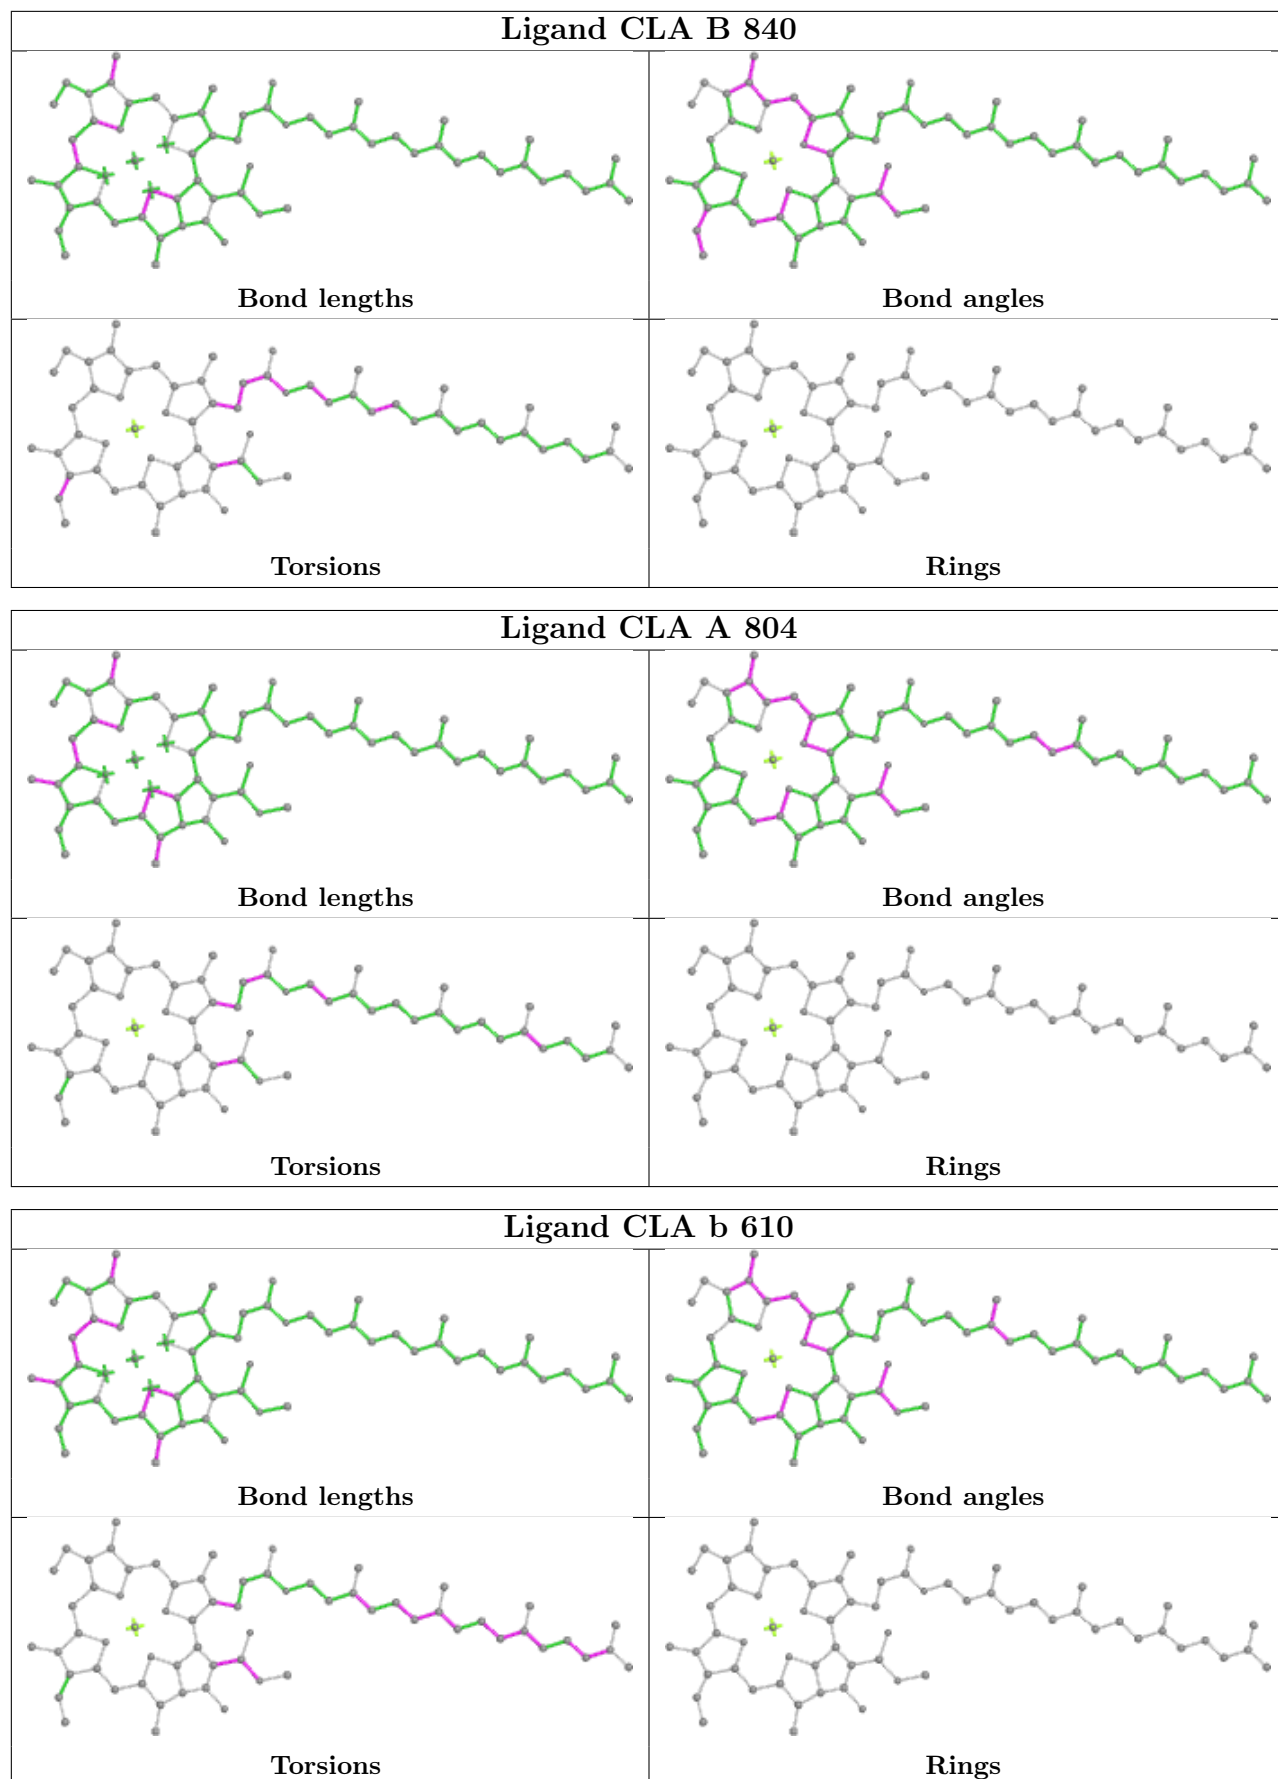 Ligand CLA B 840
Bond lengths
Bond angles
Torsions
Rings
Ligand CLA A 804
Bond lengths
Bond angles
Torsions
Rings
Ligand CLA b 610
Bond lengths
Bond angles
Torsions
Rings